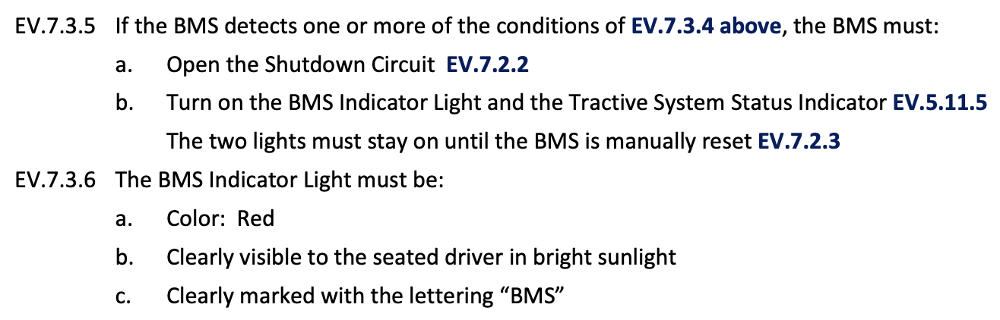 EV.7.3.5 If the BMS detects one or more of the conditions of EV.7.3.4 above, the BMS must:
a. Open the Shutdown Circuit EV.7.2.2
b. Turn on the BMS Indicator Light and the Tractive System Status Indicator EV.5.11.5
The two lights must stay on until the BMS is manually reset EV.7.2.3
EV.7.3.6 The BMS Indicator Light must be:
a. Color: Red
b. Clearly visible to the seated driver in bright sunlight
c. Clearly marked with the lettering “BMS”